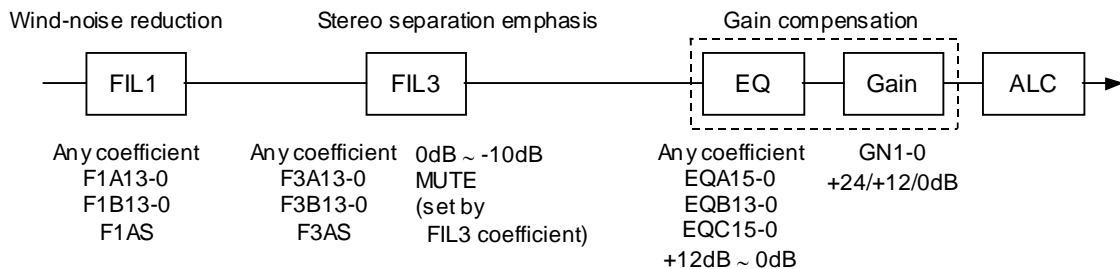 Wind-noise reduction
Stereo separation emphasis
Gain compensation
FIL1
FIL3
EQ
Gain
ALC
Any coefficient
F1A13-0
F1B13-0
F1AS
Any coefficient
F3A13-0
F3B13-0
F3AS
0dB ~ -10dB
MUTE
(set by
FIL3 coefficient)
Any coefficient
EQA15-0
EQB13-0
EQC15-0
+12dB ~ 0dB
GN1-0
+24/+12/0dB